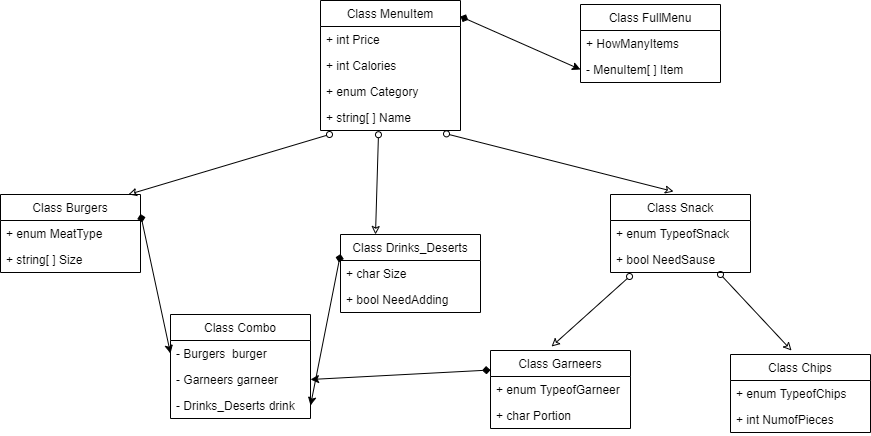 Class MenuItem
+ int Price
+ int Calories
+ enum Category
+ string[ ] Name
Class FullMenu
+ HowManyItems
- MenuItem[ ] Item
Class Burgers
+ enum MeatType
+ string[ ] Size
Class Drinks_Deserts
+ char Size
+ bool NeedAdding
Class Snack
+ enum TypeofSnack
+ bool NeedSause
Class Combo
- Burgers  burger
- Garneers garneer
- Drinks_Deserts drink
Class Garneers
+ enum TypeofGarneer
+ char Portion
Class Chips
+ enum TypeofChips
+ int NumofPieces